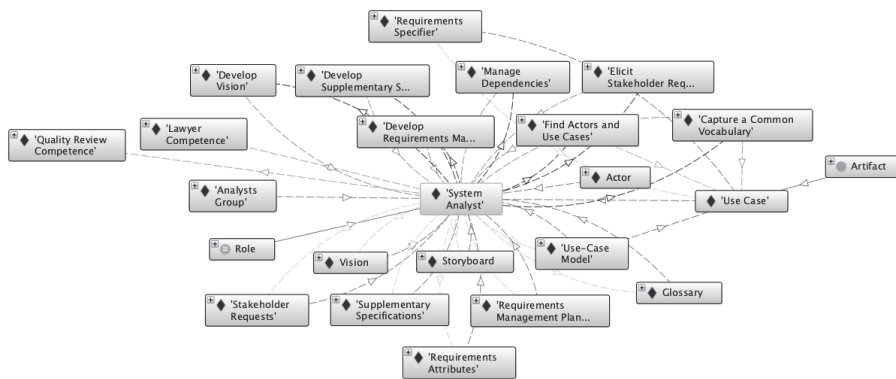 'Requirements
Specifier'
'Develop
Vision'
'Develop
Supplementary S...
'Manage
Dependencies'
'Elicit
Stakeholder Req...
'Quality Review
Competence'
'Lawyer
Competence'
'Develop
Requirements Ma...
'Find Actors and
Use Cases'
'Capture a Common
Vocabulary'
Artifact
'Analysts
Group'
'System
Analyst'
Actor
'Use Case'
Role
Vision
Storyboard
'Use-Case
Model'
Glossary
'Stakeholder
Requests'
'Supplementary
Specifications'
'Requirements
Management Plan...
'Requirements
Attributes'